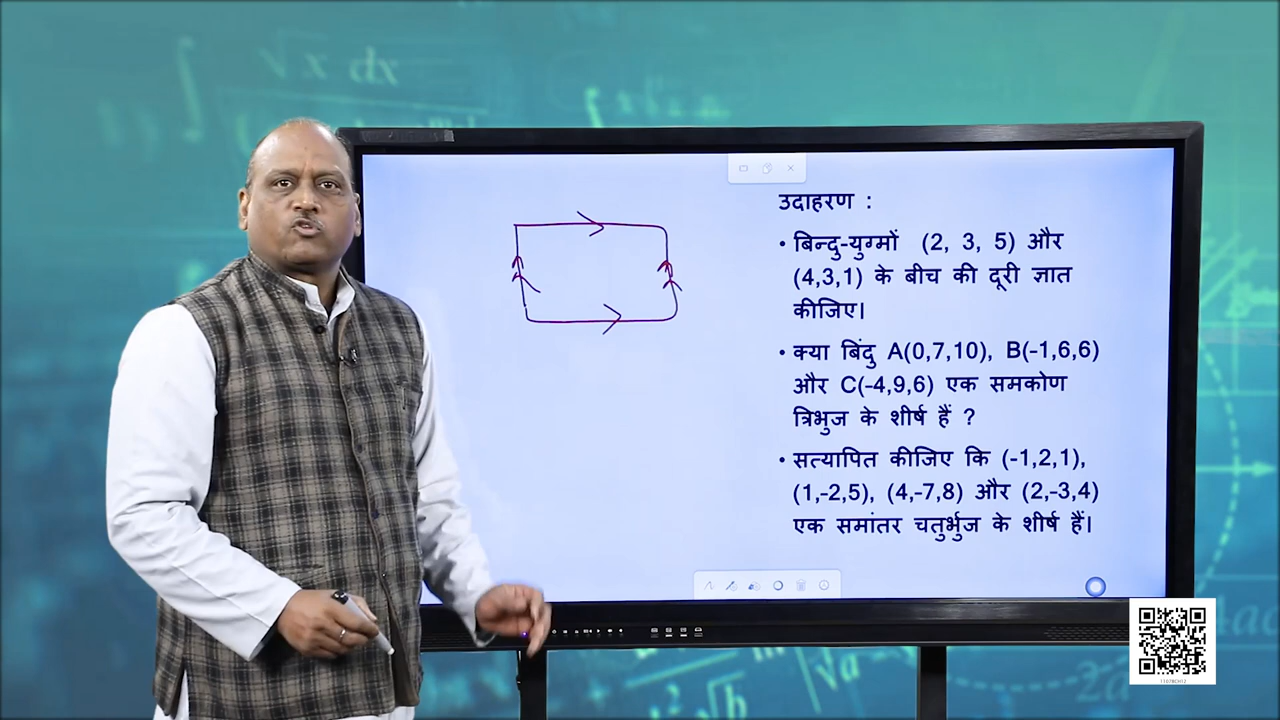 उदाहरण :
• बिन्दु-युग्मों (2, 3, 5) और
(4,3,1) के बीच की दूरी ज्ञात
कीजिए।
• क्या बिंदु A(0,7,10), B(-1,6,6)
और C(-4,9,6) एक समकोण
त्रिभुज के शीर्ष हैं ?
• सत्यापित कीजिए कि (-1,2,1),
(1,-2,5), (4,-7,8) और (2,-3,4)
एक समांतर चतुर्भुज के शीर्ष हैं।